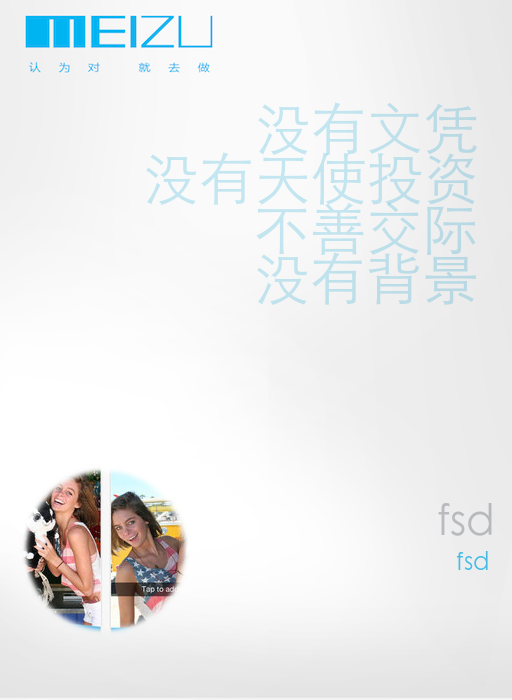 MEIZU
认为对 就去做
没有文凭
没有天使投资
不善交际
没有背景
fsd
fsd
Tap to add